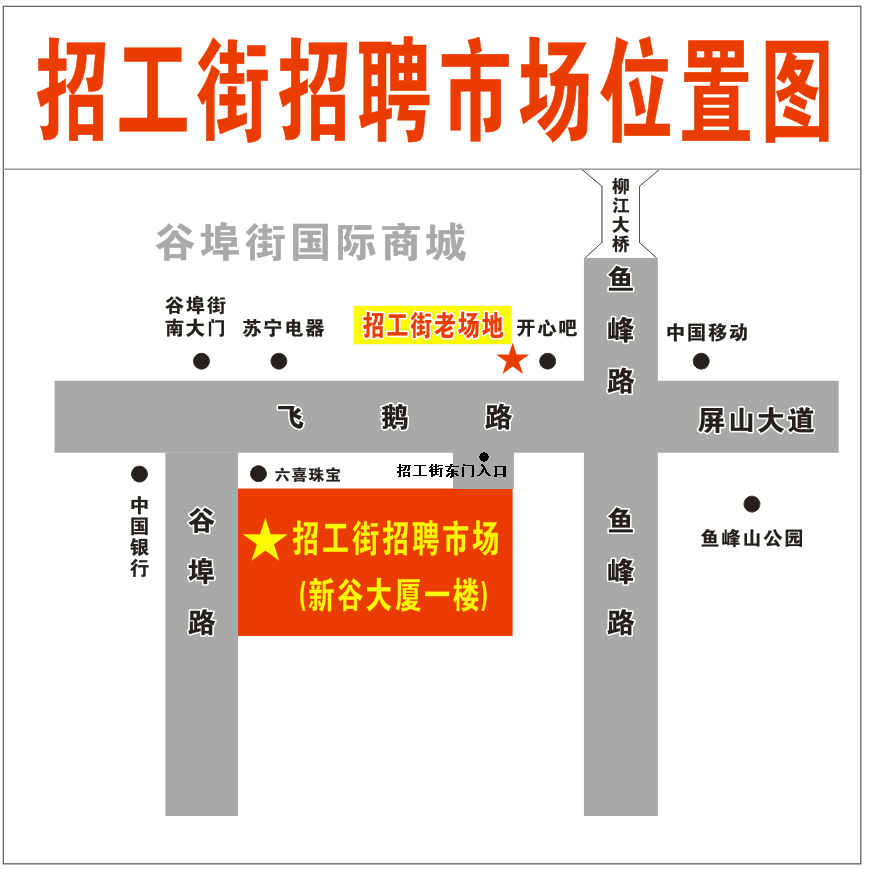 招工街招聘市场位置图
柳江大桥
谷埠街国际商城
鱼峰路
谷埠街
南大门
苏宁电器
招工街老场地
开心吧
中国移动
飞鹅路
屏山大道
中国银行
六喜珠宝
招工街东门入口
谷埠路
招工街招聘市场
(新谷大厦一楼)
鱼峰路
鱼峰山公园